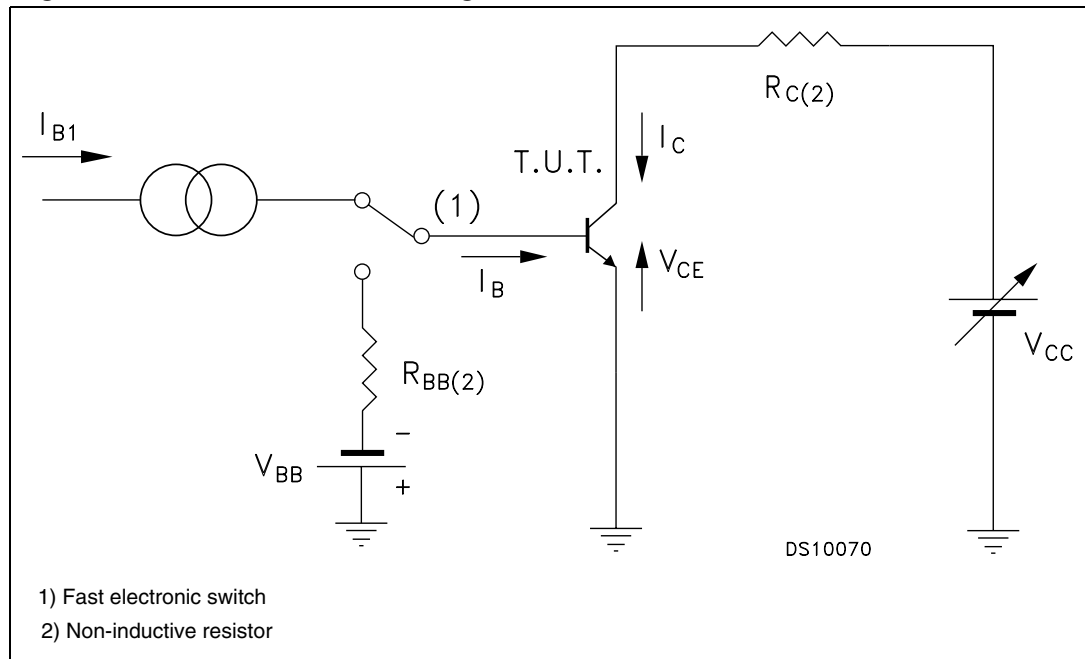 R_C(2)
I_B1
I_C
T.U.T.
(1)
V_CE
I_B
V_CC
R_BB(2)
−
V_BB
+
DS10070
1) Fast electronic switch
2) Non-inductive resistor